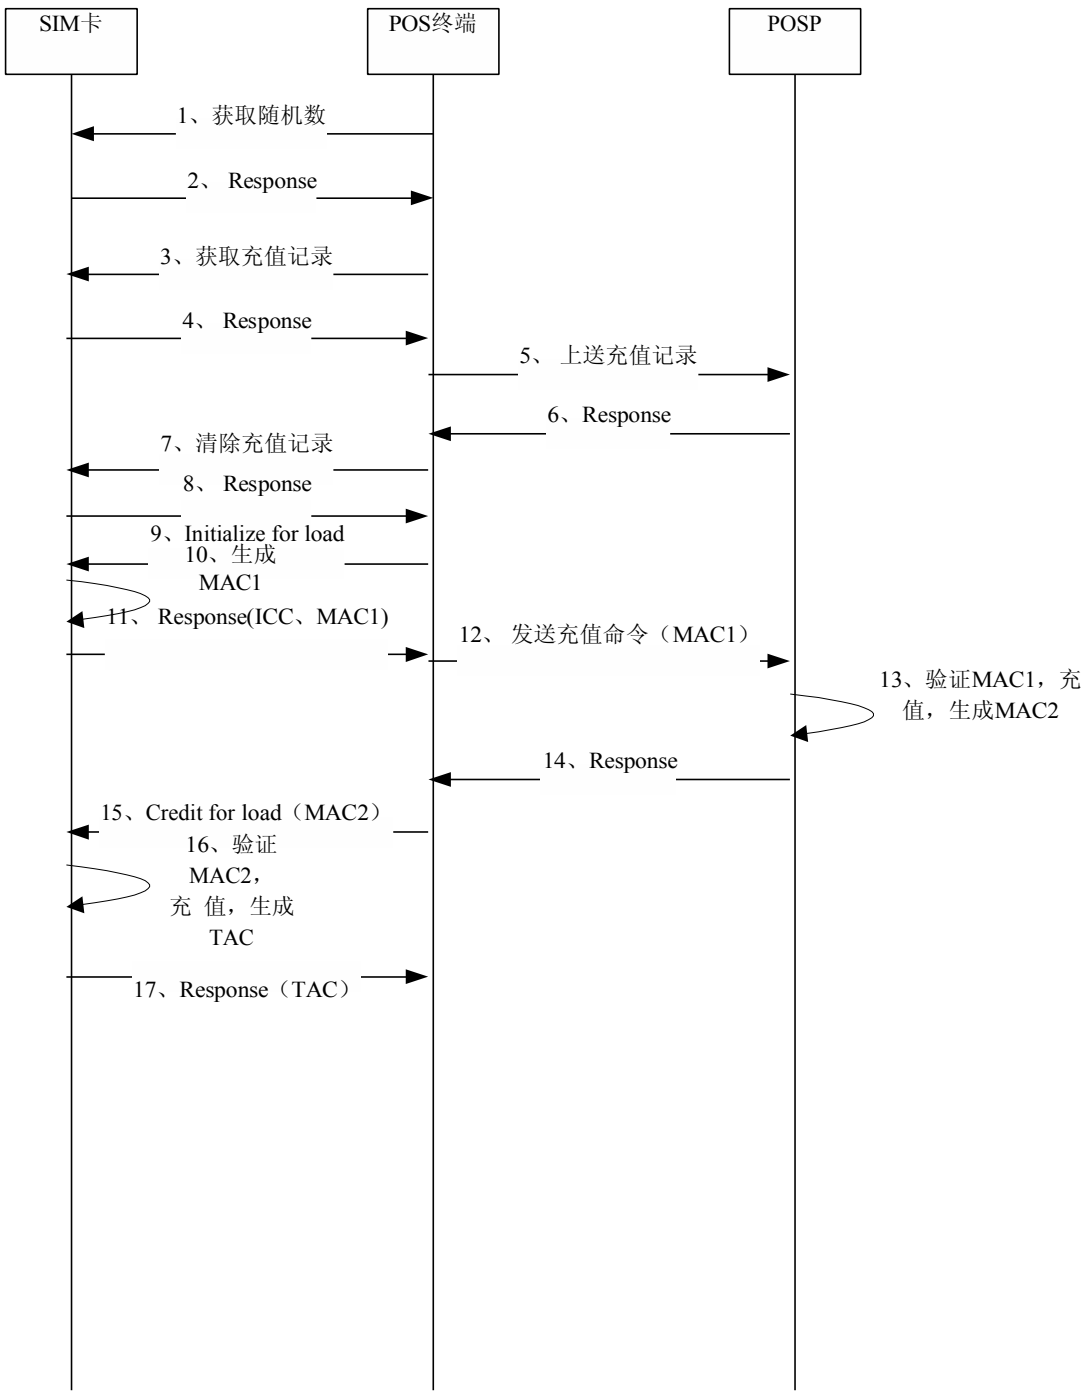 SIM卡
POS终端
POSP
1、获取随机数
2、 Response
3、获取充值记录
4、 Response
5、 上送充值记录
6、Response
7、清除充值记录
8、 Response
9、Initialize for load
10、生成
MAC1
11、 Response(ICC、MAC1)
12、 发送充值命令（MAC1）
13、验证MAC1，充
值，生成MAC2
14、Response
15、Credit for load（MAC2）
16、验证
MAC2，
充 值，生成
TAC
17、Response（TAC）